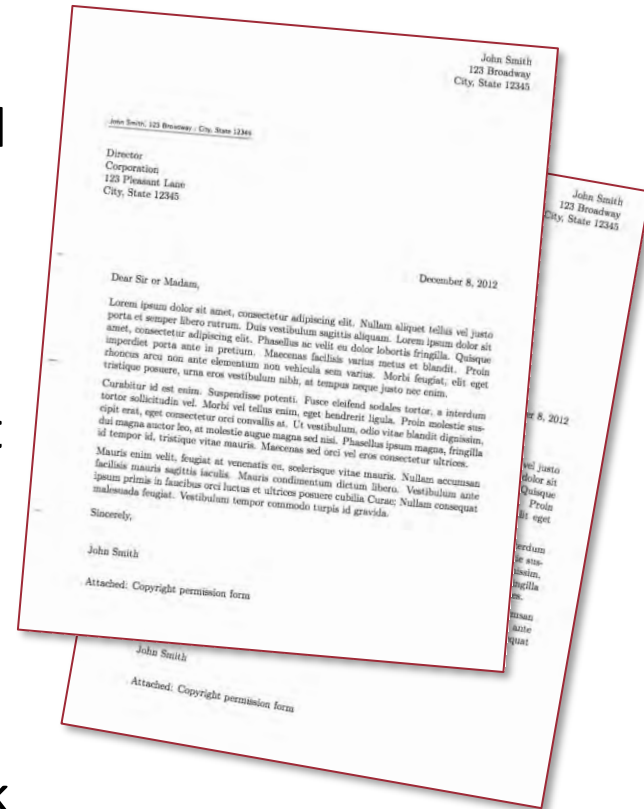 John Smith
123 Broadway
City, State 12345
John Smith, 123 Broadway , City, State 12345
Director
Corporation
123 Pleasant Lane
City, State 12345
December 8, 2012
Dear Sir or Madam,
Lorem ipsum dolor sit amet, consectetur adipiscing elit. Nullam aliquet tellus vel justo
porta et semper libero rutrum. Duis vestibulum sagittis aliquam. Lorem ipsum dolor sit
amet, consectetur adipiscing elit. Phasellus ac velit eu dolor lobortis fringilla. Quisque
imperdiet porta ante in pretium. Maecenas facilisis varius metus et blandit. Proin
rhoncus arcu non ante elementum non vehicula sem varius. Morbi feugiat, elit eget
tristique posuere, urna eros vestibulum nibh, at tempus neque justo nec enim.
Curabitur id est enim. Suspendisse potenti. Fusce eleifend sodales tortor, a interdum
tortor sollicitudin vel. Morbi vel tellus enim, eget hendrerit ligula. Proin molestie sus-
cipit erat, eget consectetur orci convallis at. Ut vestibulum, odio vitae blandit dignissim,
dui magna auctor leo, at molestie augue magna sed nisi. Phasellus ipsum magna, fringilla
id tempor id, tristique vitae mauris. Maecenas sed orci vel eros consectetur ultrices.
Mauris enim velit, feugiat at venenatis eu, scelerisque vitae mauris. Nullam accumsan
facilisis mauris sagittis iaculis. Mauris condimentum dictum libero. Vestibulum ante
ipsum primis in faucibus orci luctus et ultrices posuere cubilia Curae; Nullam consequat
malesuada feugiat. Vestibulum tempor commodo turpis id gravida.
Sincerely,
John Smith
Attached: Copyright permission form
John Smith
123 Broadway
City, State 12345
er 8, 2012
vel justo
dolor sit
Quisque
Proin
lit eget
erdum
ie sus-
issim,
ingilla
es.
msan
ante
quat
John Smith
Attached: Copyright permission form